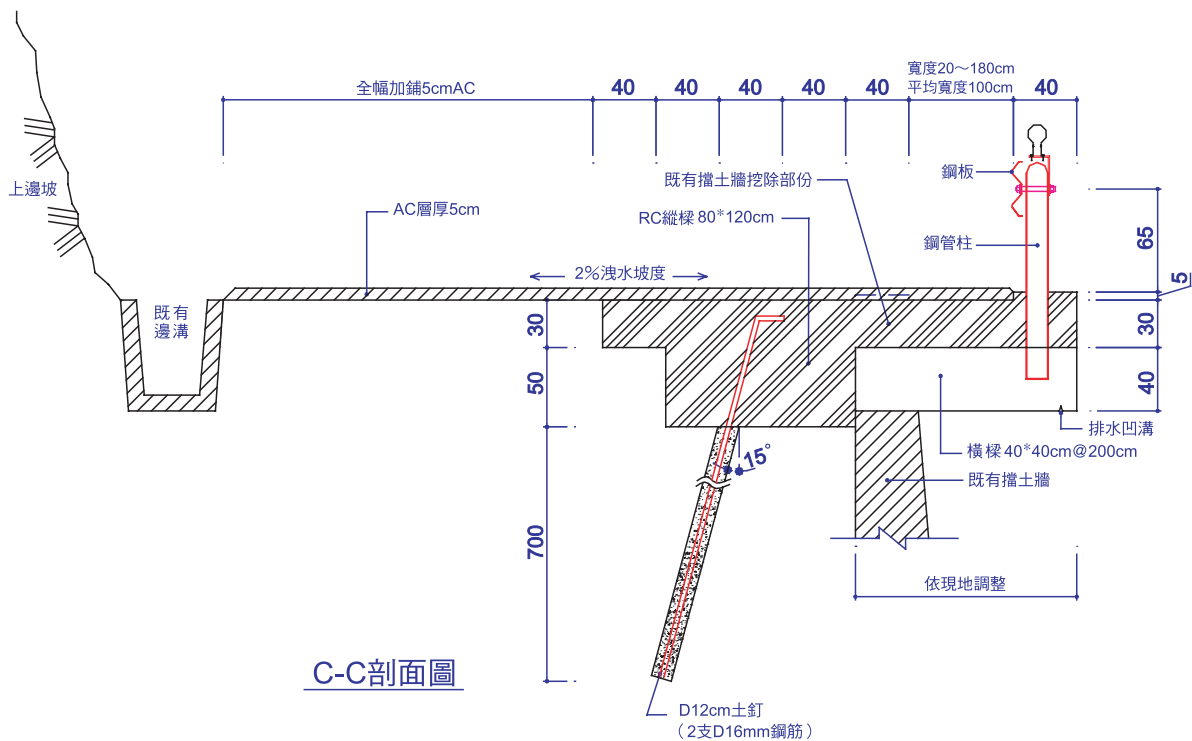 全幅加鋪5cmAC
40
40
40
40
40
寬度20～180cm
平均寬度100cm
40
上邊坡
AC層厚5cm
既有擋土牆挖除部份
RC縱樑 80*120cm
鋼板
鋼管柱
2%洩水坡度
65
5
30
40
既有
邊溝
30
50
700
15°
排水凹溝
橫樑 40*40cm@200cm
既有擋土牆
依現地調整
C-C剖面圖
D12cm土釘
（2支D16mm鋼筋）